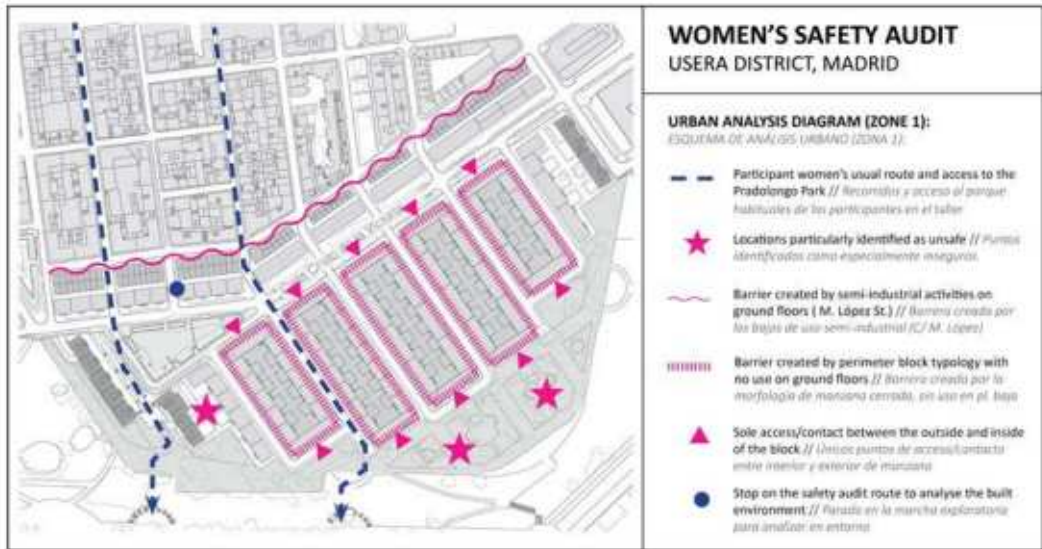 WOMEN'S SAFETY AUDIT
USERA DISTRICT, MADRID
URBAN ANALYSIS DIAGRAM (ZONE 1):
ESQUEMA DE ANÁLISIS URBANO (ZONA 1):
Participant women's usual route and access to the
Pradolongo Park // Recorridos y acceso al parque
habituales de las participantes en el taller
Locations particularly identified as unsafe // Puntos
identificados como especialmente inseguros.
Barrier created by semi-industrial activities on
ground floors ( M. López St.) // Barrera creada por
los bajos de uso semi-industrial (C/ M. López)
Barrier created by perimeter block typology with
no use on ground floors // Barrera creada por la
morfología de manzana cerrada, sin uso en pl. baja
Sole access/contact between the outside and inside
of the block // Únicos puntos de acceso/contacto
entre interior y exterior de manzana
Stop on the safety audit route to analyse the built
environment // Parada en la marcha exploratoria
para analizar en entorno